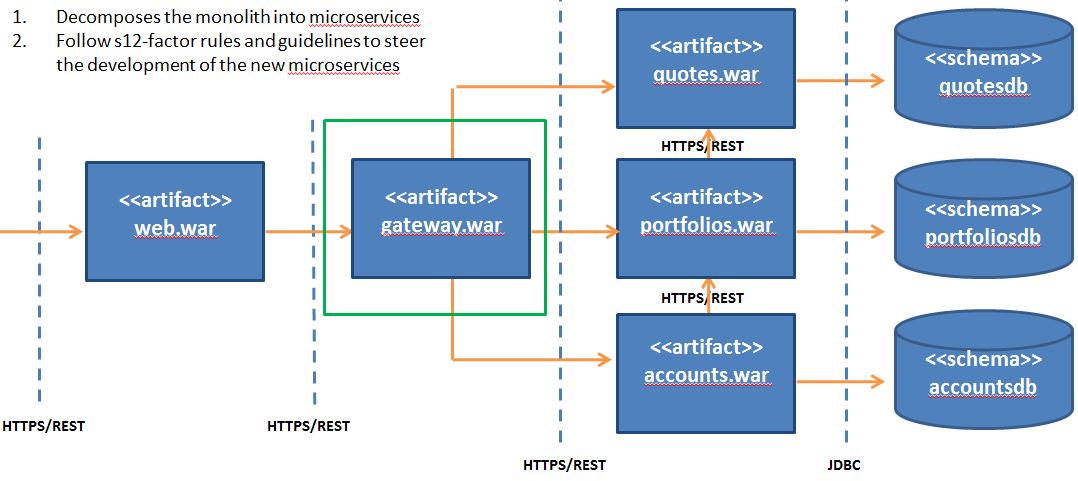 1. Decomposes the monolith into microservices
2. Follow s12-factor rules and guidelines to steer
the development of the new microservices
<<artifact>>
quotes.war
<<schema>>
quotesdb
HTTPS/REST
<<artifact>>
web.war
<<artifact>>
gateway.war
<<artifact>>
portfolios.war
<<schema>>
portfoliosdb
HTTPS/REST
<<artifact>>
accounts.war
<<schema>>
accountsdb
HTTPS/REST
HTTPS/REST
HTTPS/REST
JDBC